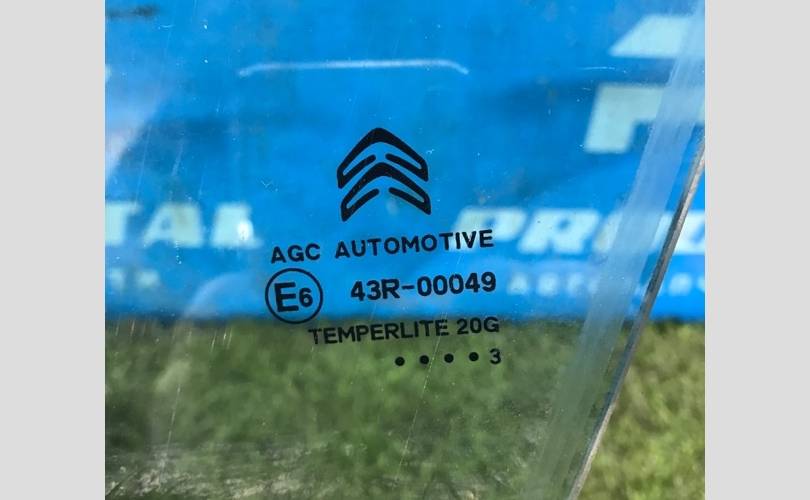 AGC AUTOMOTIVE
E6 43R-00049
TEMPERLITE 20G
• • • • 3